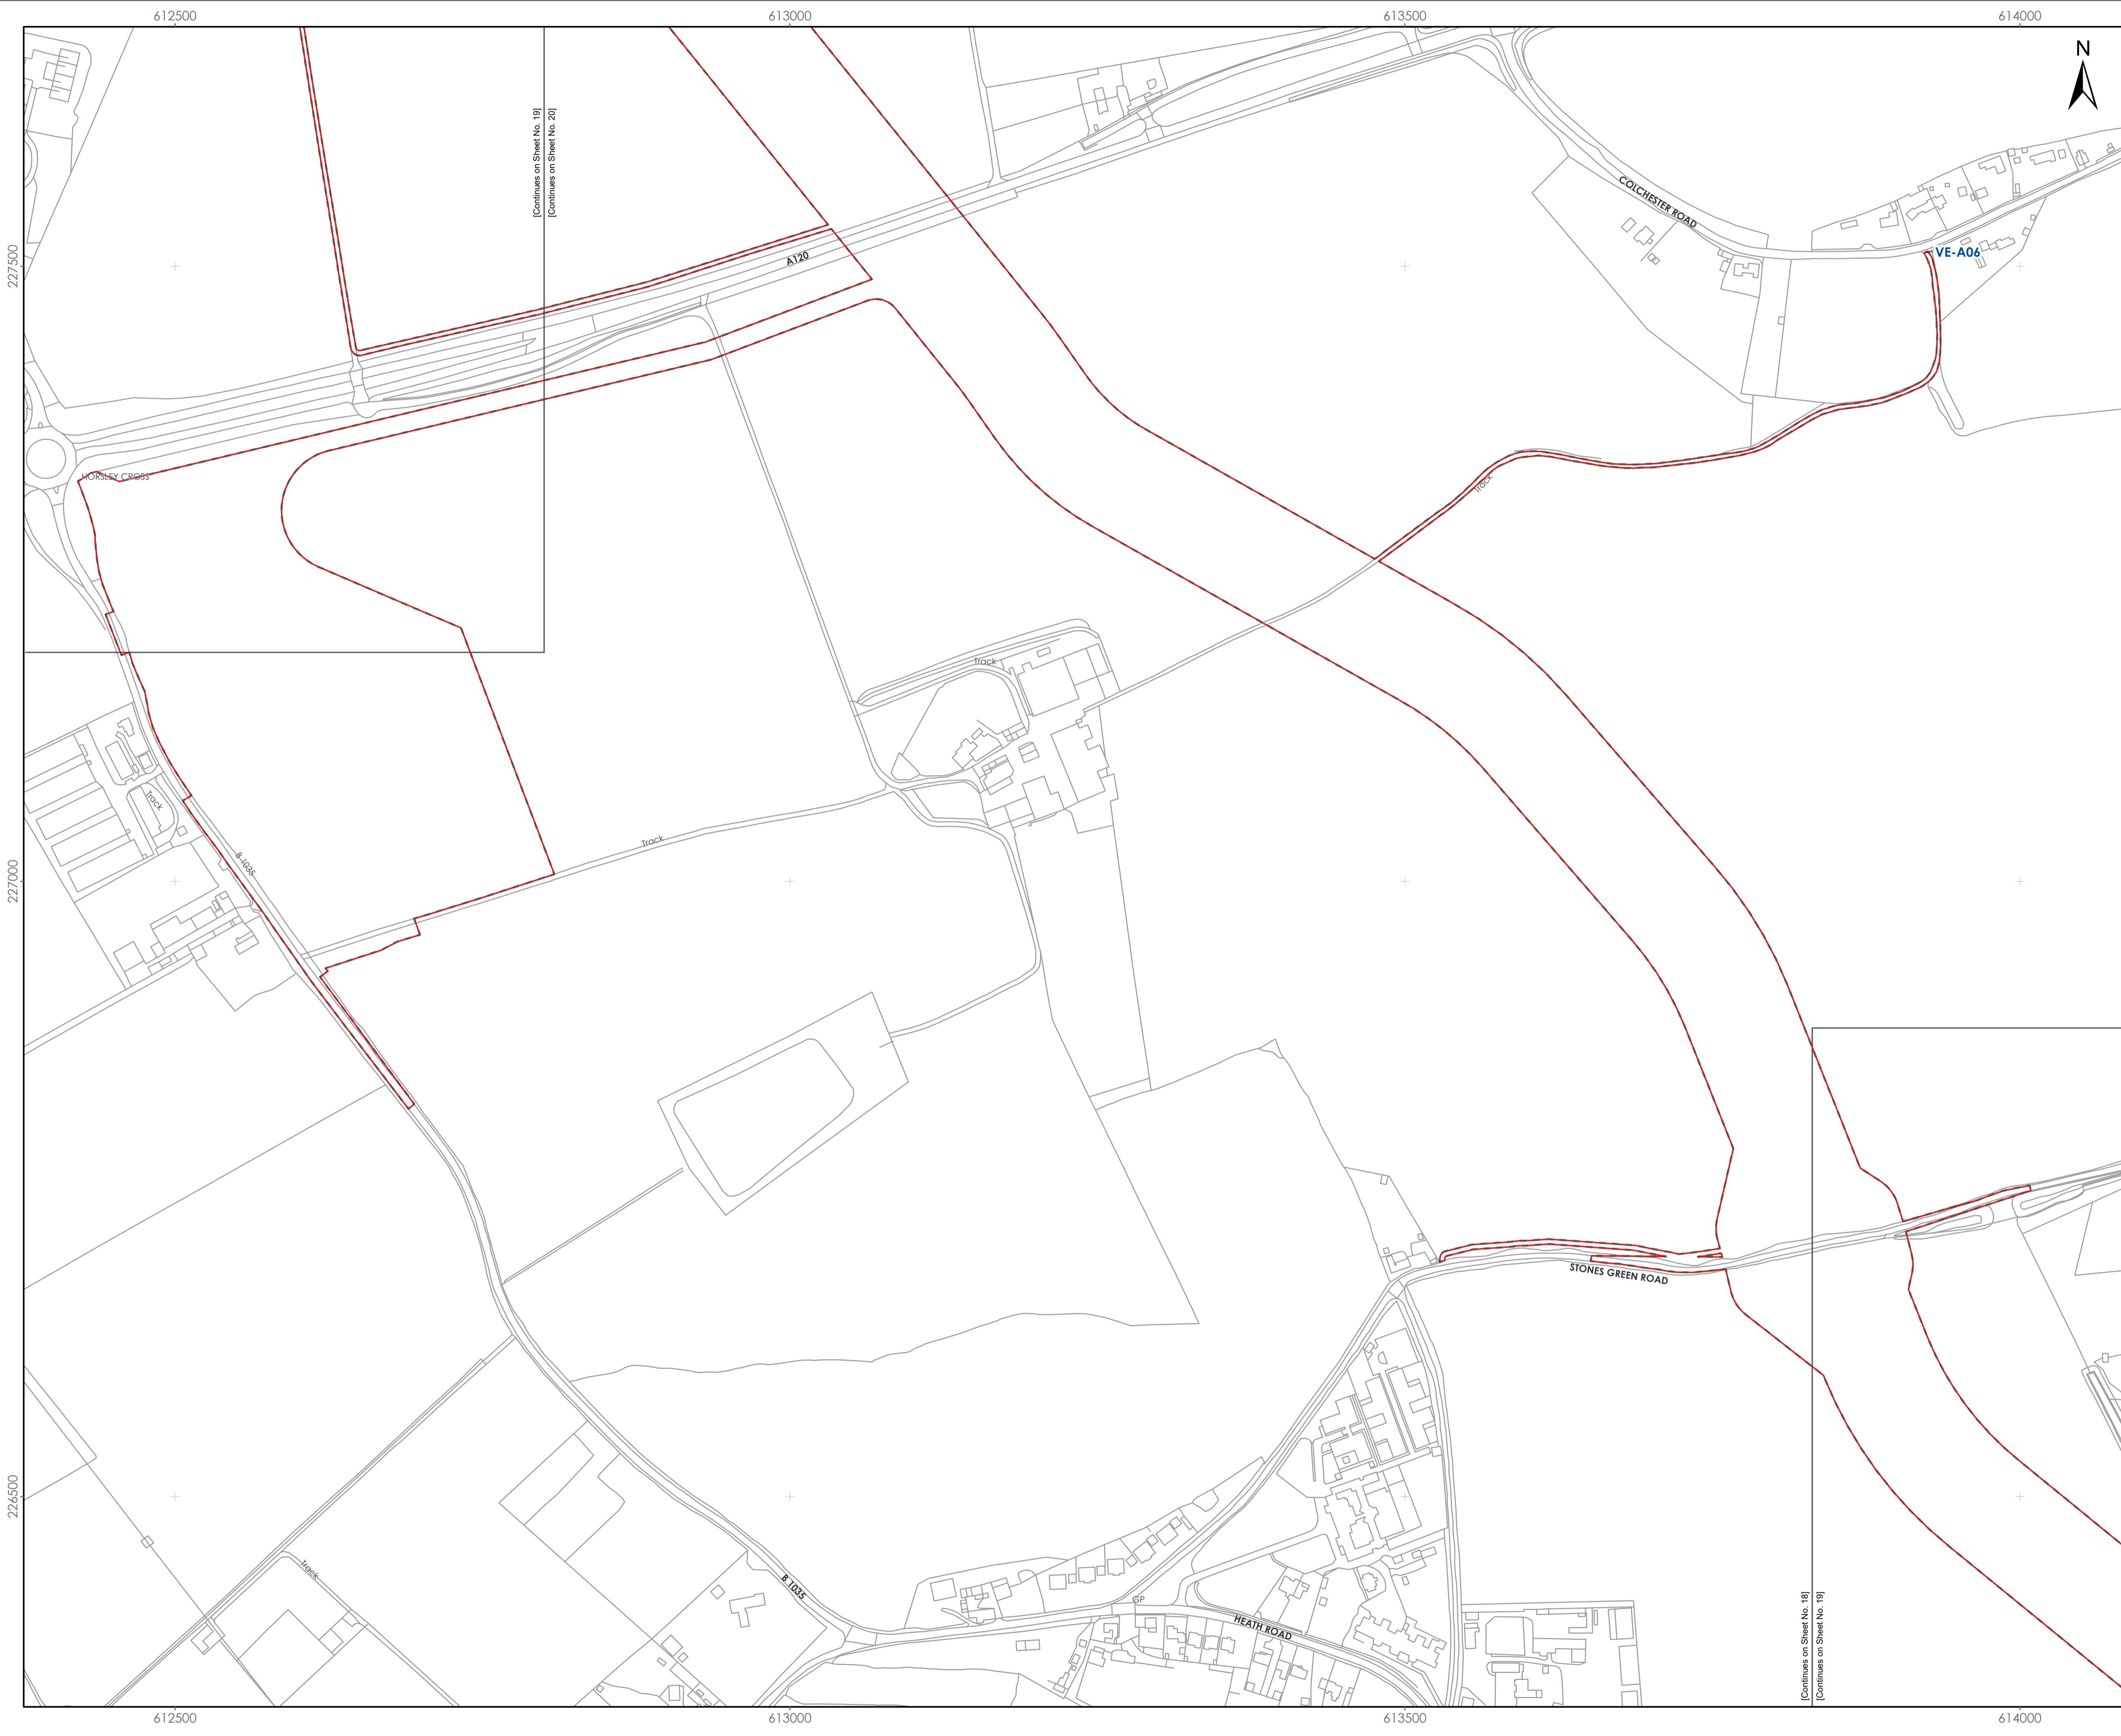 612500
613000
613500
614000
N
[Continues on Sheet No. 19]
[Continues on Sheet No. 20]
COLCHESTER ROAD
VE-A06
227500
A120
HORSLEY CROSS
Track
Track
Track
B 1035
Track
227000
STONES GREEN ROAD
226500
Track
B 1035
GP
HEATH ROAD
[Continues on Sheet No. 18]
[Continues on Sheet No. 19]
612500
613000
613500
614000